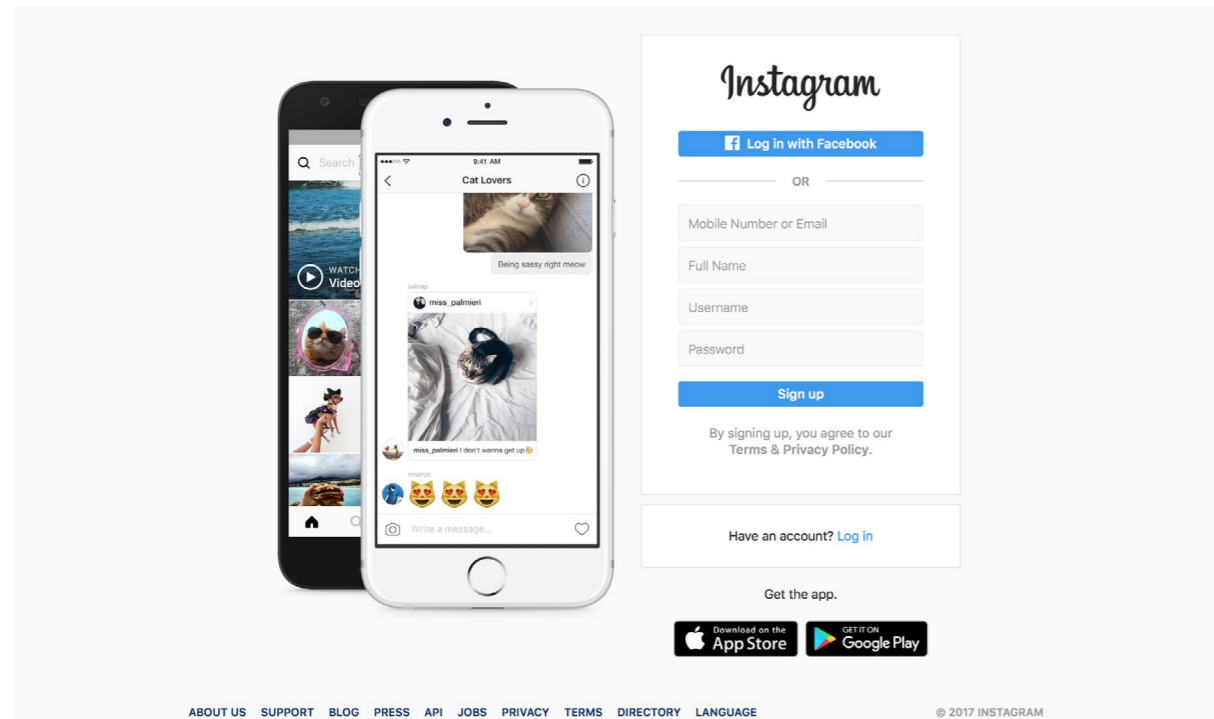 Instagram
Log in with Facebook
OR
Mobile Number or Email
Full Name
Username
Password
Sign up
By signing up, you agree to our
Terms & Privacy Policy.
Have an account? Log in
Get the app.
Download on the
App Store
GET IT ON
Google Play
Search
WATCH
Video
9:41 AM
Cat Lovers
Being sassy right meow
catnap
miss_palmieri
miss_palmieri I don't wanna get up
ninanyc
Write a message...
ABOUT US SUPPORT BLOG PRESS API JOBS PRIVACY TERMS DIRECTORY LANGUAGE
© 2017 INSTAGRAM